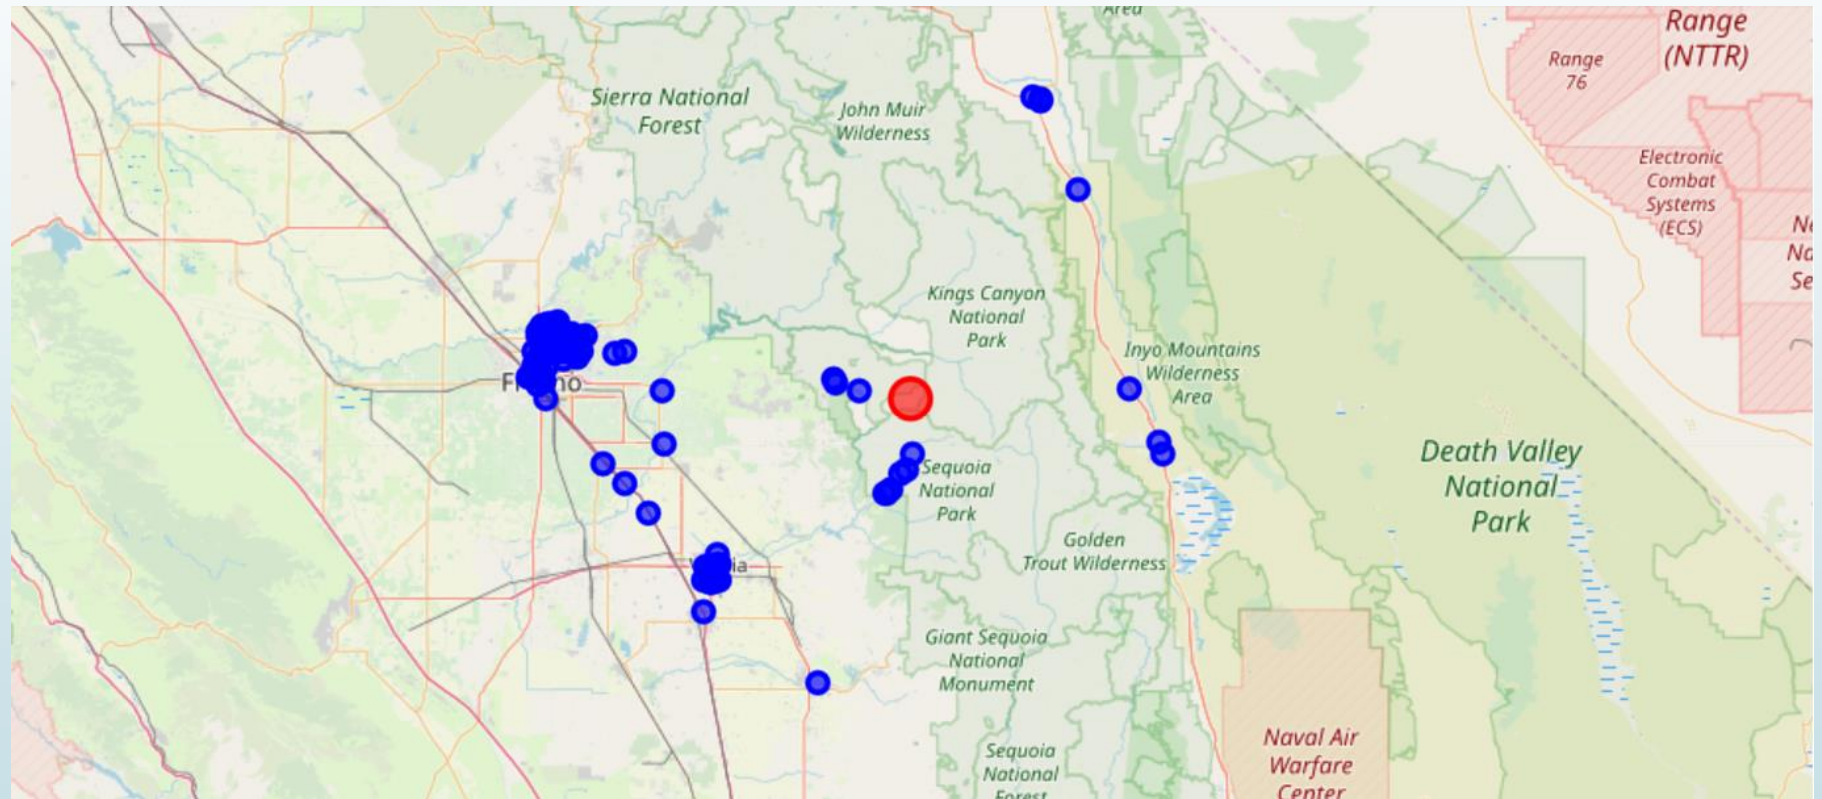 Area
Range
(NTTR)
Range
76
Sierra National
Forest
John Muir
Wilderness
Electronic
Combat
Systems
(ECS)
Kings Canyon
National
Park
Inyo Mountains
Wilderness
Area
Death Valley
National
Park
Sequoia
National
Park
Golden
Trout Wilderness
Giant Sequoia
National
Monument
Naval Air
Warfare
Center
Sequoia
National
Forest